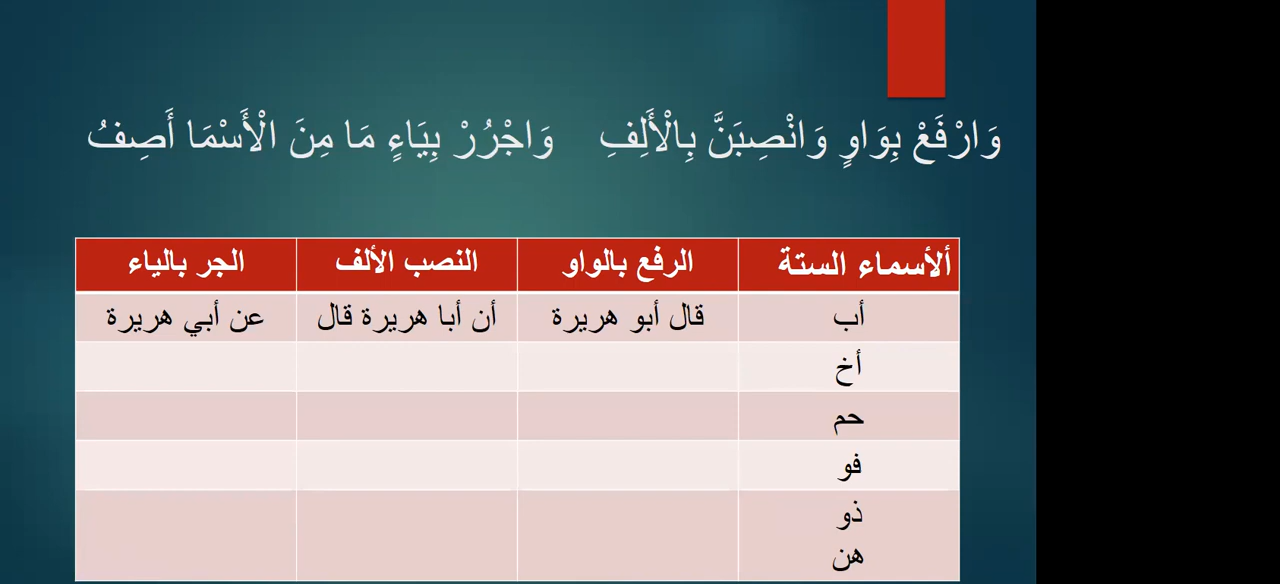 وَارْفَعْ بِوَاوٍ وَانْصِبَنَّ بِالْأَلِفِ وَاجْرُرْ بِيَاءٍ مَا مِنَ الْأَسْمَا أَصِفُ
ألأسماء الستة الرفع بالواو النصب الألف الجر بالياء
أب قال أبو هريرة أن أبا هريرة قال عن أبي هريرة
أخ
حم
فو
ذو
هن